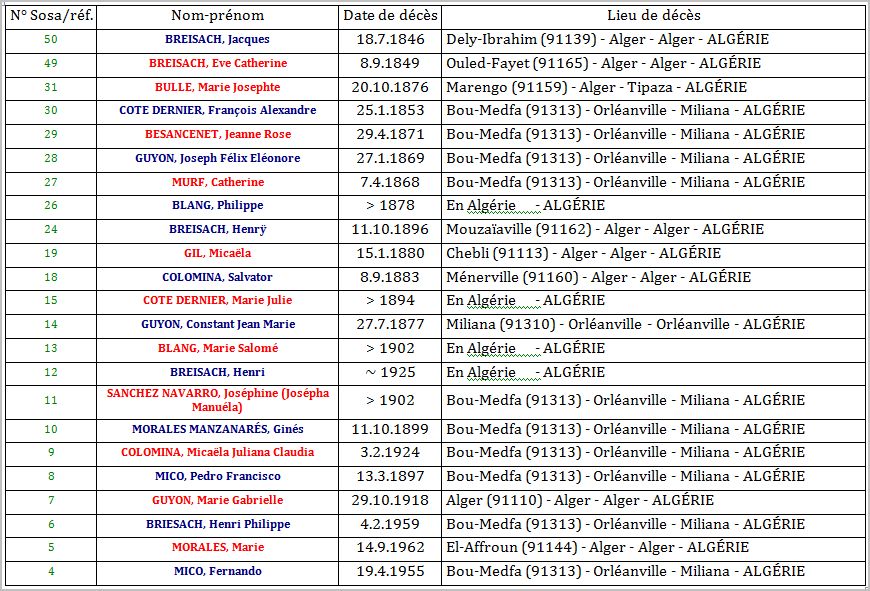 N° Sosa/réf. Nom-prénom Date de décès Lieu de décès
50 BREISACH, Jacques 18.7.1846 Dely-Ibrahim (91139) - Alger - Alger - ALGÉRIE
49 BREISACH, Eve Catherine 8.9.1849 Ouled-Fayet (91165) - Alger - Alger - ALGÉRIE
31 BULLE, Marie Josephte 20.10.1876 Marengo (91159) - Alger - Tipaza - ALGÉRIE
30 COTE DERNIER, François Alexandre 25.1.1853 Bou-Medfa (91313) - Orléanville - Miliana - ALGÉRIE
29 BESANCENET, Jeanne Rose 29.4.1871 Bou-Medfa (91313) - Orléanville - Miliana - ALGÉRIE
28 GUYON, Joseph Félix Eléonore 27.1.1869 Bou-Medfa (91313) - Orléanville - Miliana - ALGÉRIE
27 MURF, Catherine 7.4.1868 Bou-Medfa (91313) - Orléanville - Miliana - ALGÉRIE
26 BLANG, Philippe > 1878 En Algérie - ALGÉRIE
24 BREISACH, Henrÿ 11.10.1896 Mouzaïaville (91162) - Alger - Alger - ALGÉRIE
19 GIL, Micaëla 15.1.1880 Chebli (91113) - Alger - Alger - ALGÉRIE
18 COLOMINA, Salvator 8.9.1883 Ménerville (91160) - Alger - Alger - ALGÉRIE
15 COTE DERNIER, Marie Julie > 1894 En Algérie - ALGÉRIE
14 GUYON, Constant Jean Marie 27.7.1877 Miliana (91310) - Orléanville - Orléanville - ALGÉRIE
13 BLANG, Marie Salomé > 1902 En Algérie - ALGÉRIE
12 BREISACH, Henri ~ 1925 En Algérie - ALGÉRIE
11 SANCHEZ NAVARRO, Joséphine (Josépha Manuéla) > 1902 Bou-Medfa (91313) - Orléanville - Miliana - ALGÉRIE
10 MORALES MANZANARÉS, Ginés 11.10.1899 Bou-Medfa (91313) - Orléanville - Miliana - ALGÉRIE
9 COLOMINA, Micaëla Juliana Claudia 3.2.1924 Bou-Medfa (91313) - Orléanville - Miliana - ALGÉRIE
8 MICO, Pedro Francisco 13.3.1897 Bou-Medfa (91313) - Orléanville - Miliana - ALGÉRIE
7 GUYON, Marie Gabrielle 29.10.1918 Alger (91110) - Alger - Alger - ALGÉRIE
6 BRIESACH, Henri Philippe 4.2.1959 Bou-Medfa (91313) - Orléanville - Miliana - ALGÉRIE
5 MORALES, Marie 14.9.1962 El-Affroun (91144) - Alger - Alger - ALGÉRIE
4 MICO, Fernando 19.4.1955 Bou-Medfa (91313) - Orléanville - Miliana - ALGÉRIE